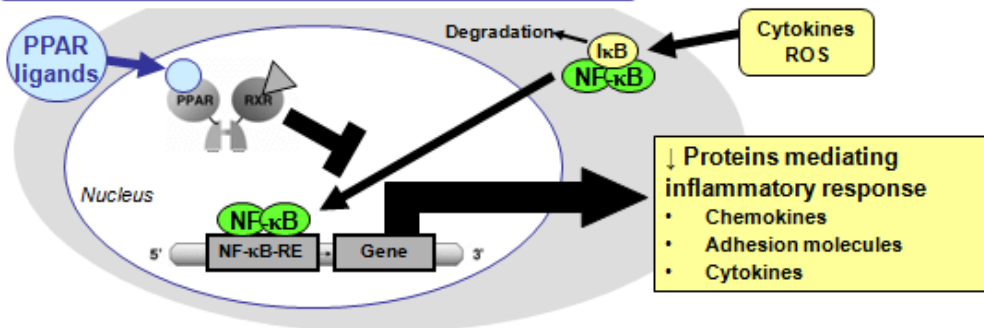 PPAR
ligands
PPAR
RXR
Degradation
IκB
NF-κB
Cytokines
ROS
Nucleus
NF-κB
5'
NF-κB-RE
Gene
3'
↓ Proteins mediating
inflammatory response
• Chemokines
• Adhesion molecules
• Cytokines